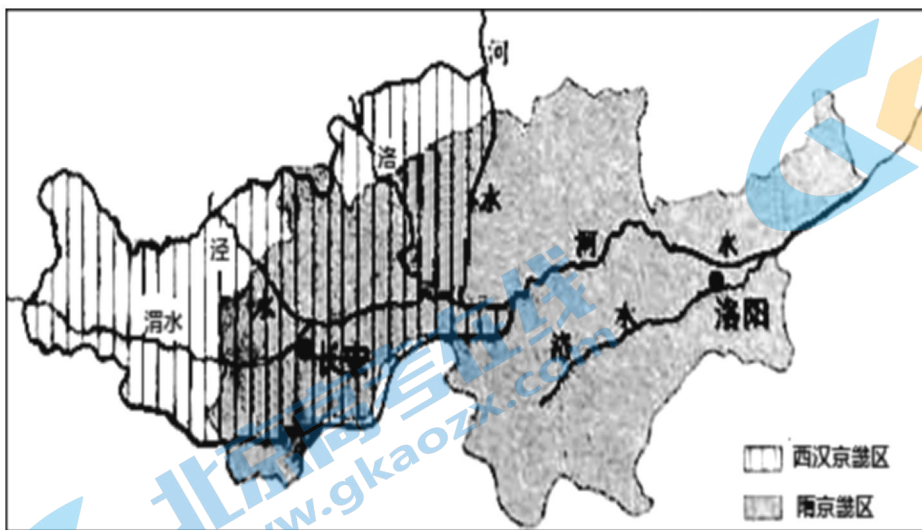 河
洛
水
泾
河
水
渭水
水
洛
水
洛阳
长安
西汉京畿区
隋京畿区
北京高考在线
www.gkaozx.com